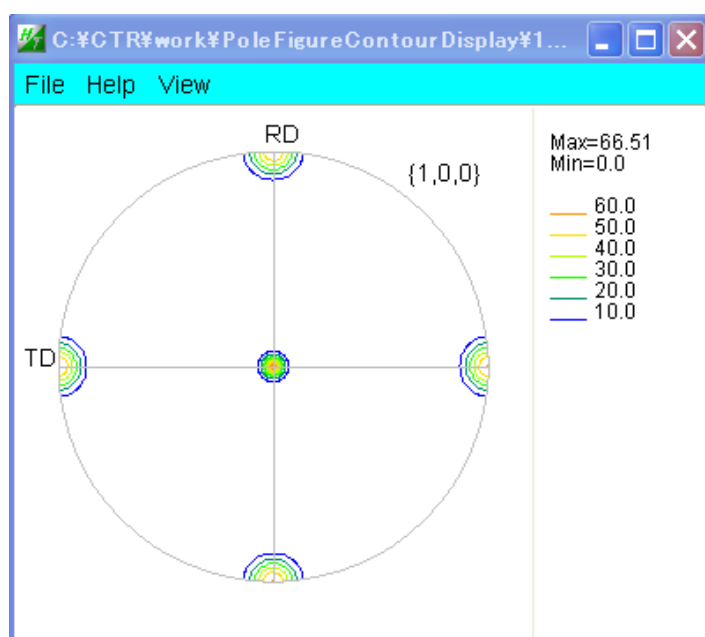 C:¥CTR¥work¥PoleFigureContourDisplay¥1...
File Help View
RD
{1,0,0}
TD
Max=66.51
Min=0.0
60.0
50.0
40.0
30.0
20.0
10.0